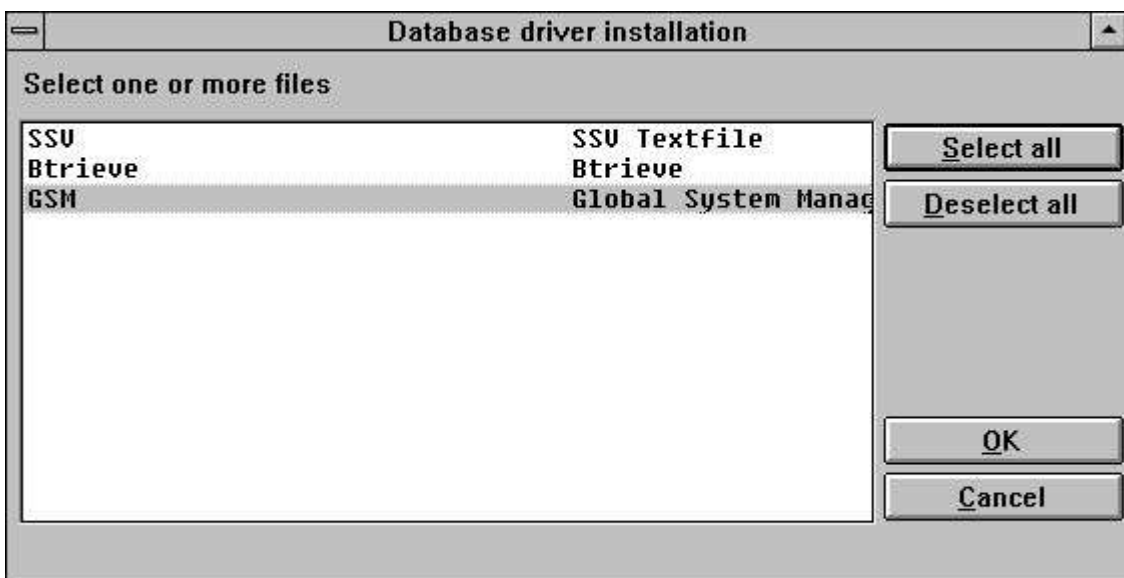 Database driver installation
Select one or more files
SSV SSV Textfile
Btrieve Btrieve
GSM Global System Manag
Select all
Deselect all
OK
Cancel